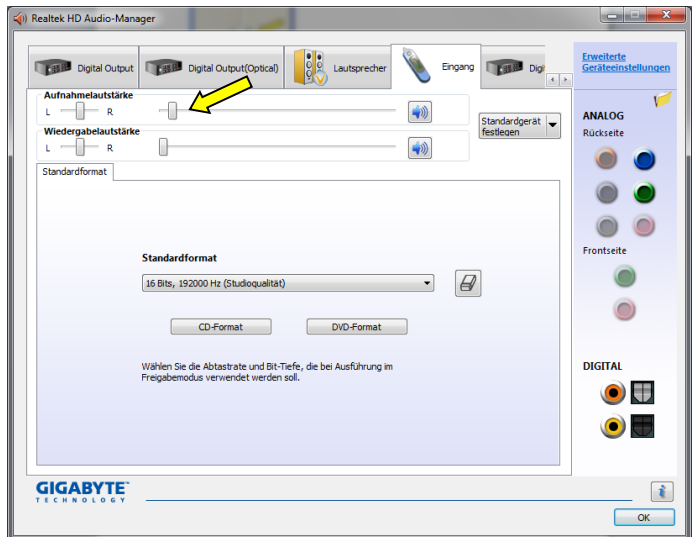 Realtek HD Audio-Manager
Digital Output
Digital Output(Optical)
Lautsprecher
Eingang
Digi
Erweiterte
Geräteeinstellungen
Aufnahmelautstärke
L R
Standardgerät
festlegen
Wiedergabelautstärke
L R
ANALOG
Rückseite
Standardformat
Standardformat
16 Bits, 192000 Hz (Studioqualität)
CD-Format
DVD-Format
Wählen Sie die Abtastrate und Bit-Tiefe, die bei Ausführung im
Freigabemodus verwendet werden soll.
Frontseite
DIGITAL
GIGABYTE™
TECHNOLOGY
OK